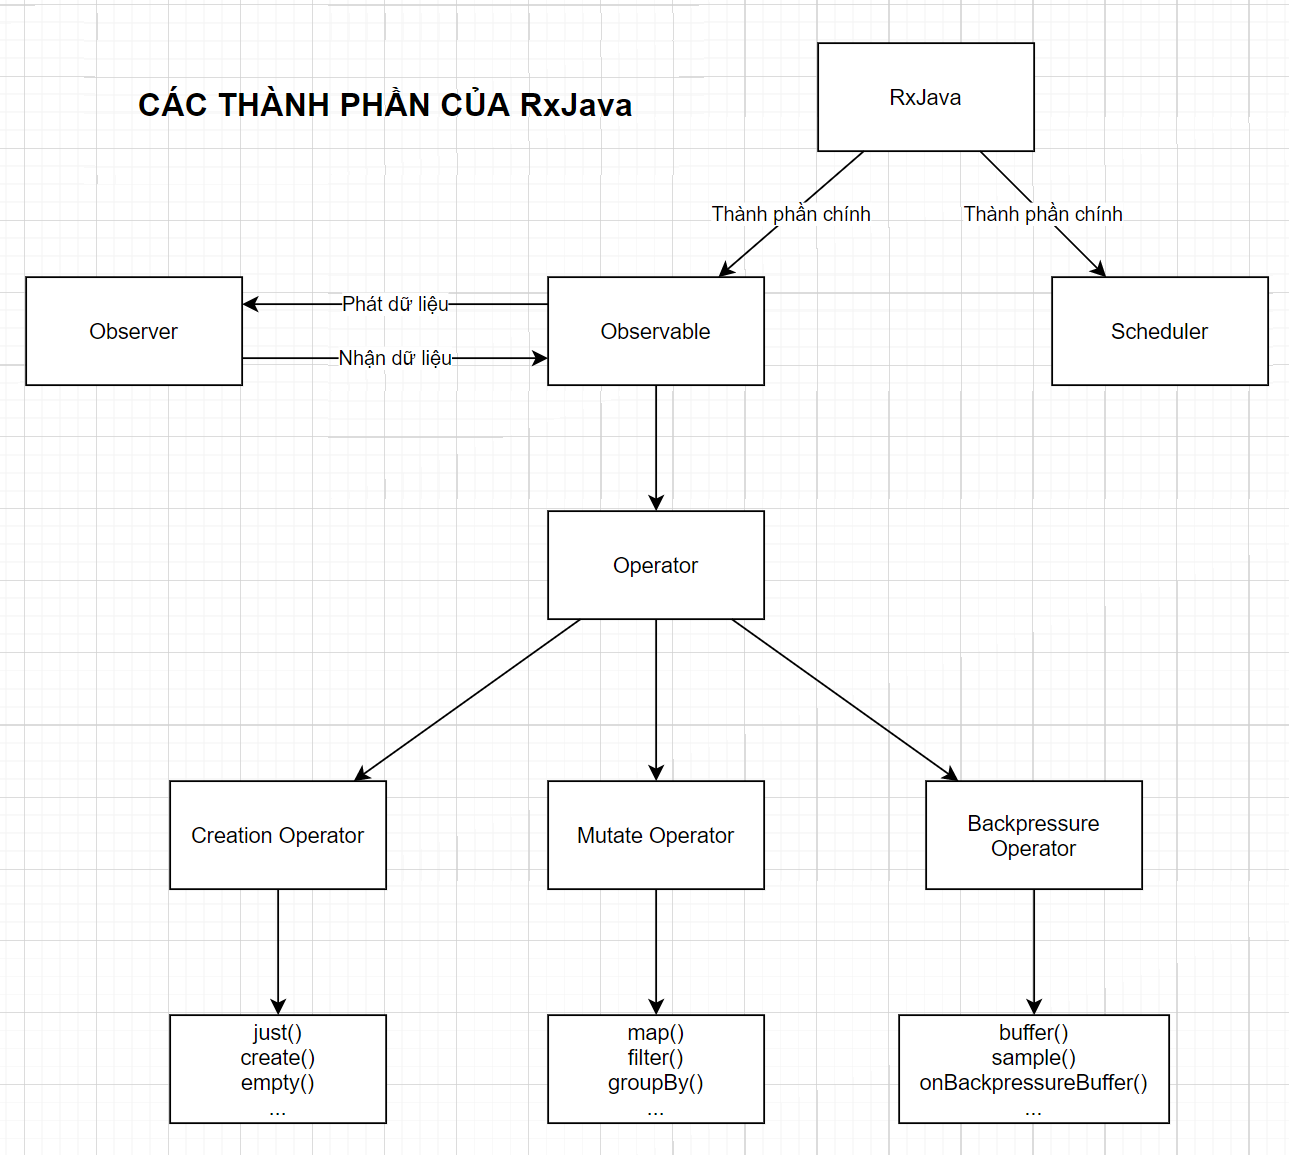 CÁC THÀNH PHẦN CỦA RxJava
RxJava
Thành phần chính
Thành phần chính
Observer
Phát dữ liệu
Nhận dữ liệu
Observable
Scheduler
Operator
Creation Operator
Mutate Operator
Backpressure
Operator
just()
create()
empty()
...
map()
filter()
groupBy()
...
buffer()
sample()
onBackpressureBuffer()
...